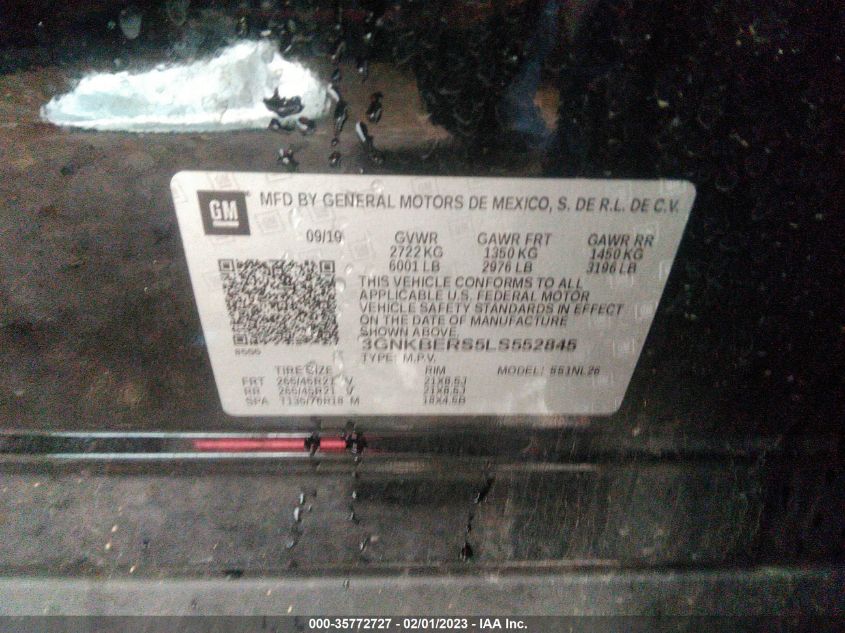 GM
MFD BY GENERAL MOTORS DE MEXICO, S. DE R.L. DE C.V.
09/19 GVWR GAWR FRT GAWR RR
2722 KG 1350 KG 1450 KG
6001 LB 2976 LB 3196 LB
THIS VEHICLE CONFORMS TO ALL
APPLICABLE U.S. FEDERAL MOTOR
VEHICLE SAFETY STANDARDS IN EFFECT
ON THE DATE OF MANUFACTURE
SHOWN ABOVE.
3GNKBERS5LS552845
TYPE: M.P.V. MODEL: 551NL26
TIRE SIZE RIM
FRT 265/45R21 V 21X8.5J
RR 265/45R21 V 21X8.5J
SPA T135/70R18 M 18X4.5B
000-35772727 - 02/01/2023 - IAA Inc.